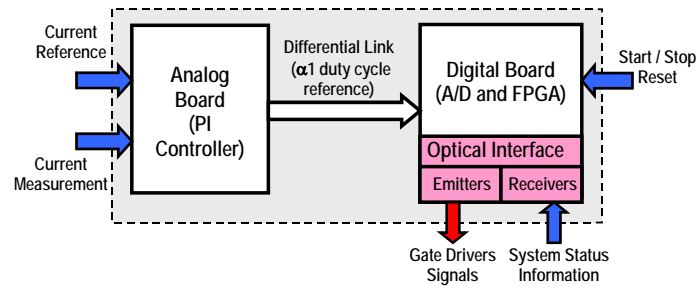 Current
Reference
Current
Measurement
Analog
Board
(PI
Controller)
Differential Link
(α1 duty cycle
reference)
Digital Board
(A/D and FPGA)
Optical Interface
Emitters
Receivers
Start / Stop
Reset
Gate Drivers
Signals
System Status
Information